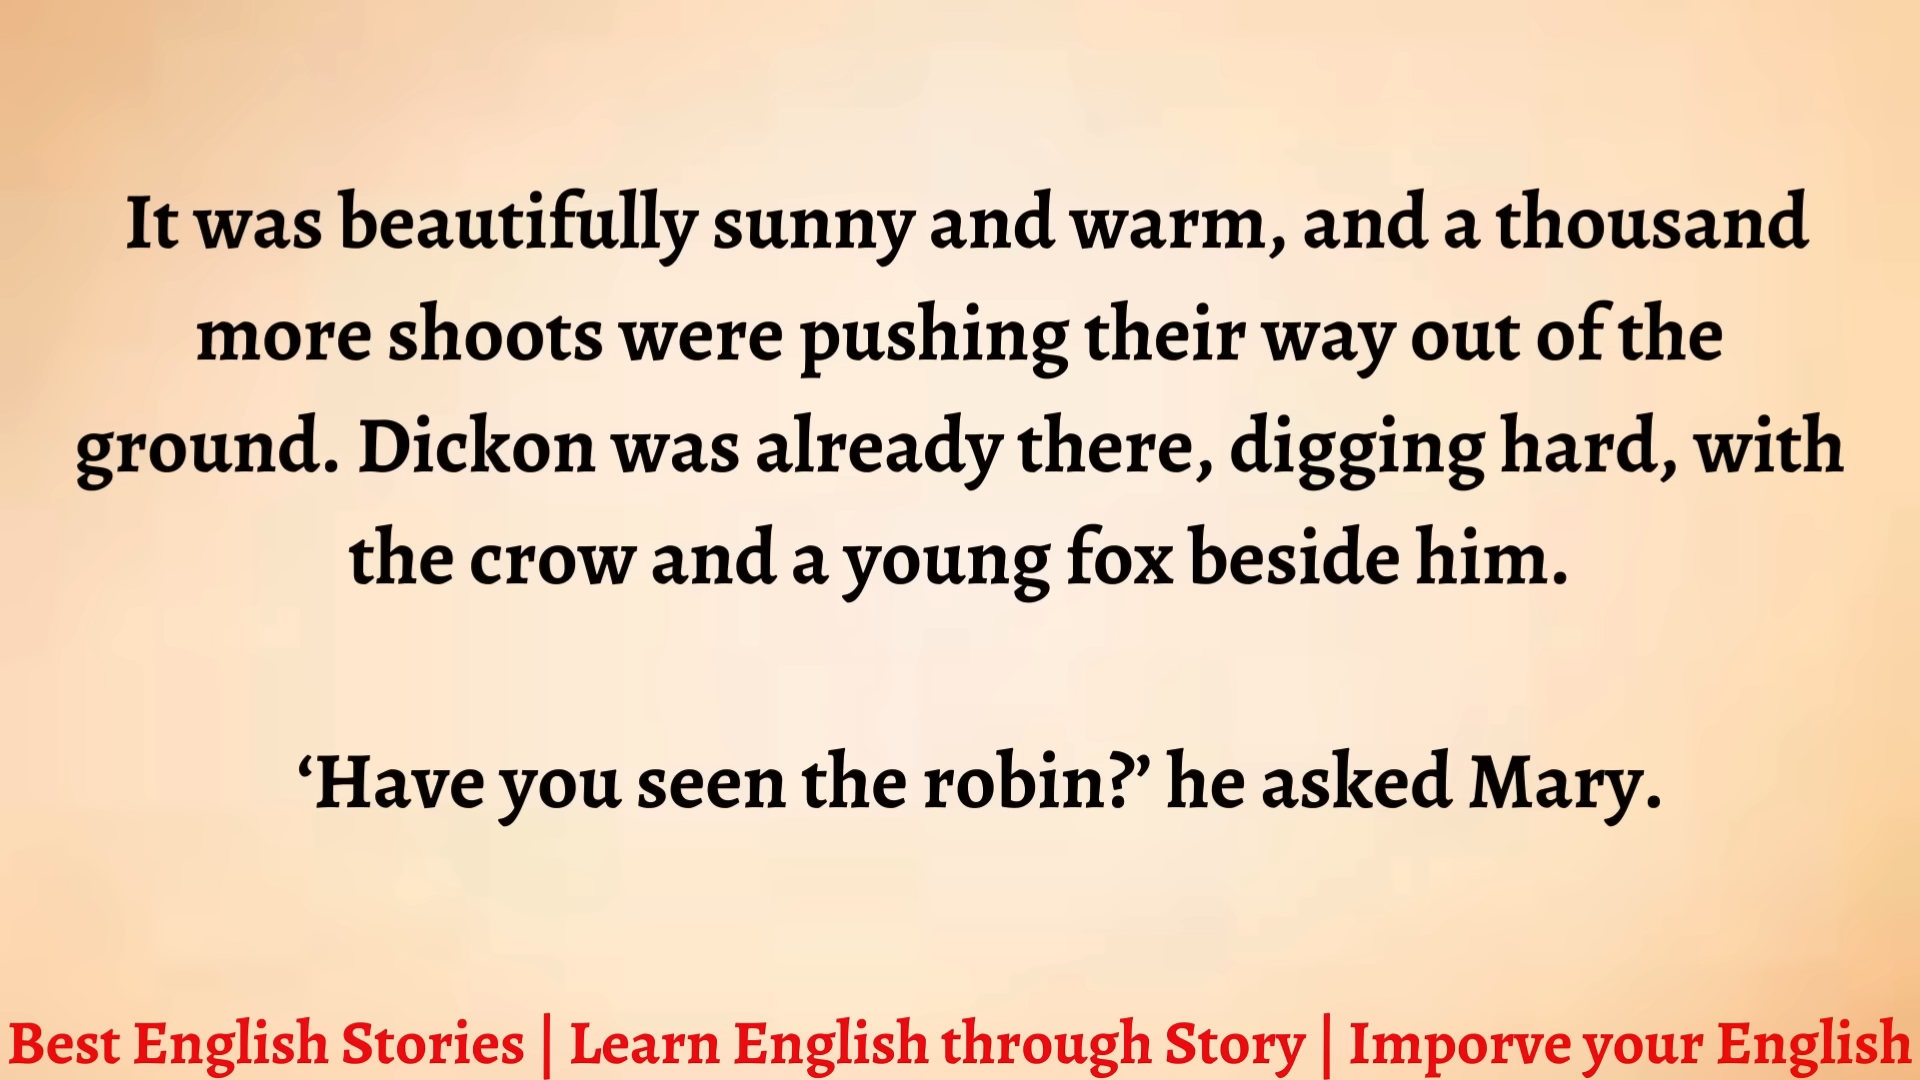 It was beautifully sunny and warm, and a thousand
more shoots were pushing their way out of the
ground. Dickon was already there, digging hard, with
the crow and a young fox beside him.
‘Have you seen the robin?’ he asked Mary.
Best English Stories | Learn English through Story | Imporve your English